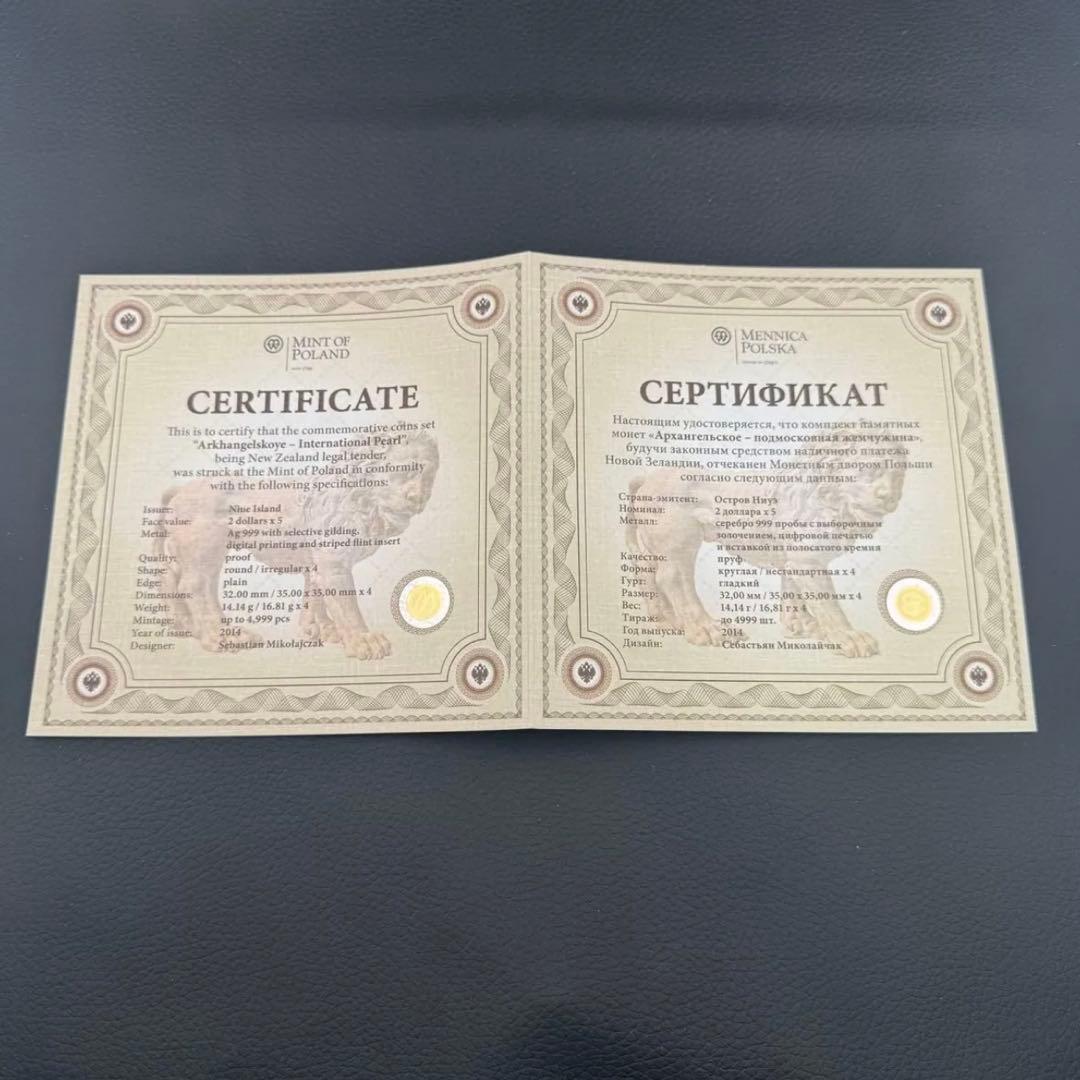 MINT OF
POLAND
CERTIFICATE
This is to certify that the commemorative coins set
“Arkhangelskoye – International Pearl”,
being New Zealand legal tender,
was struck at the Mint of Poland in conformity
with the following specifications:
Issuer: Niue Island
Face value: 2 dollars x 5
Metal: Ag 999 with selective gilding,
digital printing and striped flint insert
Quality: proof
Shape: round / irregular x 4
Edge: plain
Dimensions: 32.00 mm / 35.00 x 35,00 mm x 4
Weight: 14.14 g / 16.81 g x 4
Mintage: up to 4,999 pcs
Year of issue: 2014
Designer: Sebastian Mikołajczak
MENNICA
POLSKA
СЕРТИФИКАТ
Настоящим удостоверяется, что комплект памятных
монет «Архангельское – подмосковная жемчужина»,
будучи законным средством наличного платежа
Новой Зеландии, отчеканен Монетным двором Польши
согласно следующим данным:
Страна-эмитент: Остров Ниуэ
Номинал: 2 доллара x 5
Металл: серебро 999 пробы с выборочным
золочением, цифровой печатью
и вставкой из полосатого кремня
Качество: пруф
Форма: круглая / нестандартная x 4
Гурт: гладкий
Размер: 32,00 мм / 35,00 x 35,00 мм x 4
Вес: 14,14 г / 16,81 г x 4
Тираж: до 4999 шт.
Год выпуска: 2014
Дизайн: Себастьян Миколайчак